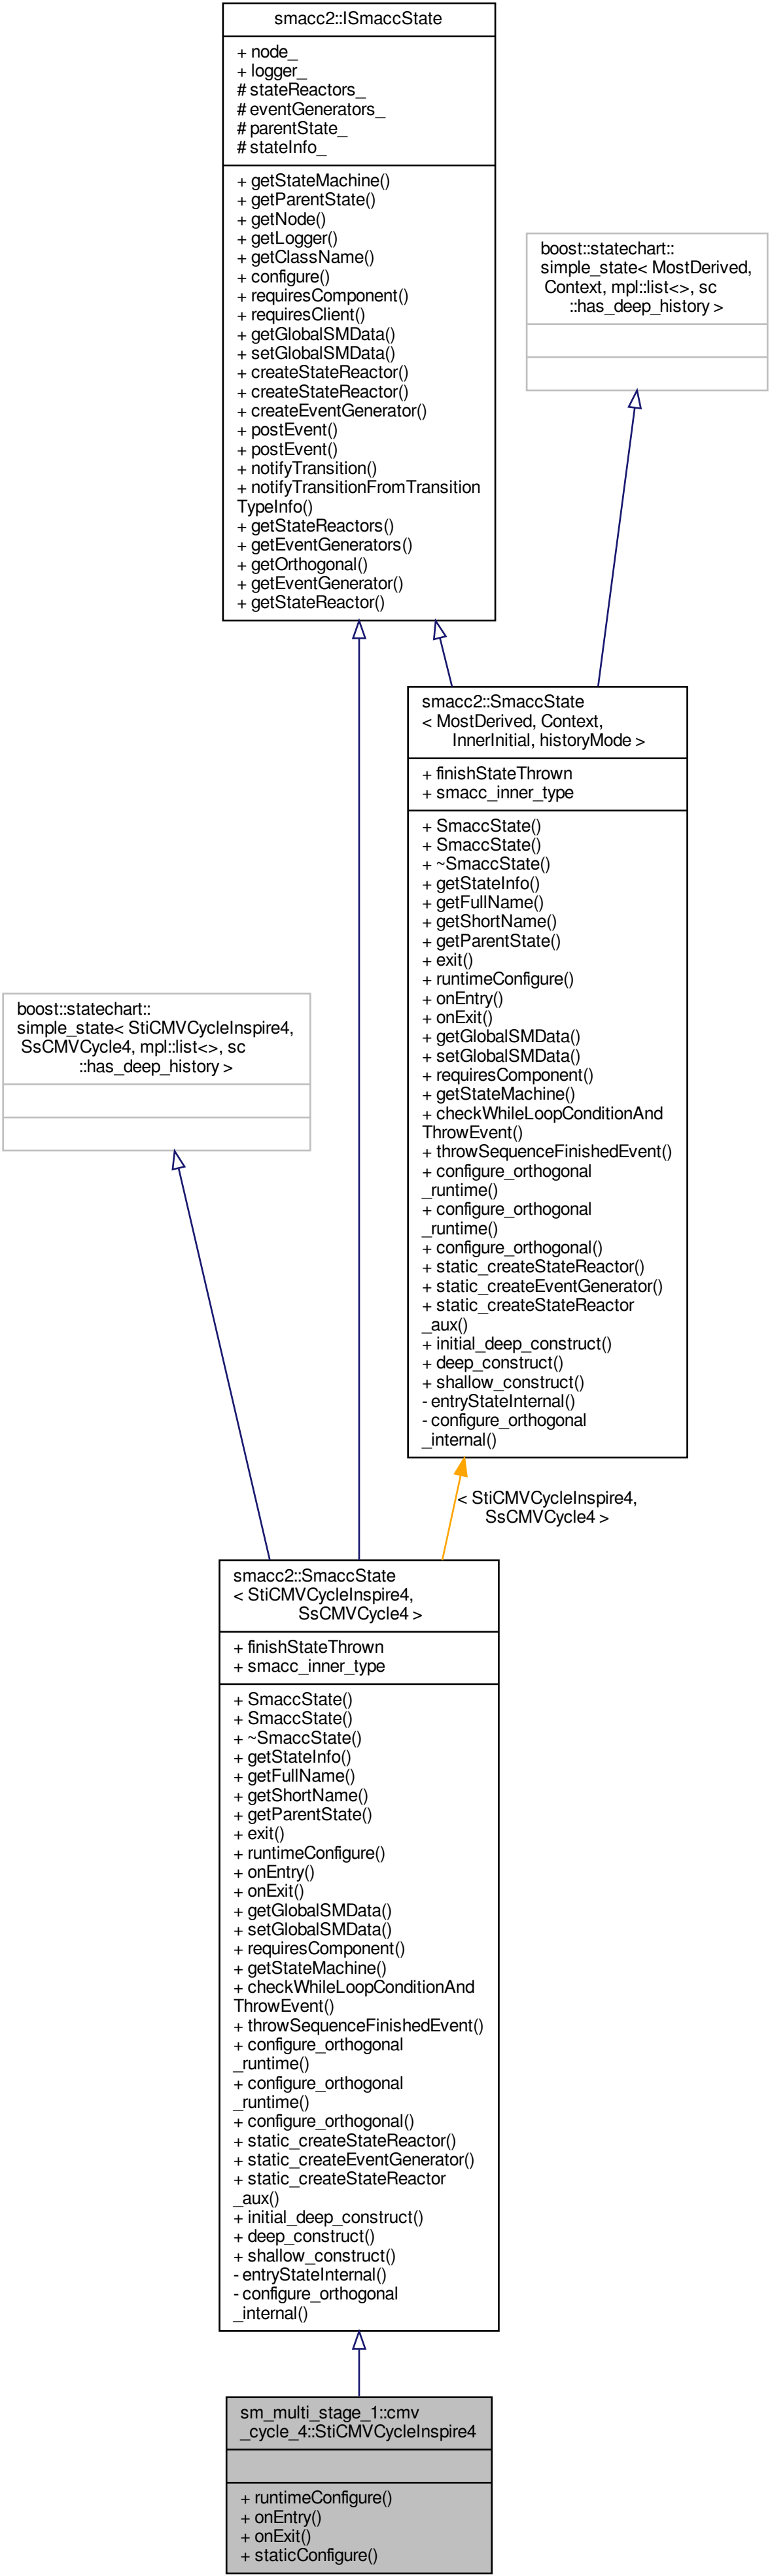 smacc2::ISmaccState
+ node_
+ logger_
# stateReactors_
# eventGenerators_
# parentState_
# stateInfo_
+ getStateMachine()
+ getParentState()
+ getNode()
+ getLogger()
+ getClassName()
+ configure()
+ requiresComponent()
+ requiresClient()
+ getGlobalSMData()
+ setGlobalSMData()
+ createStateReactor()
+ createStateReactor()
+ createEventGenerator()
+ postEvent()
+ postEvent()
+ notifyTransition()
+ notifyTransitionFromTransition
TypeInfo()
+ getStateReactors()
+ getEventGenerators()
+ getOrthogonal()
+ getEventGenerator()
+ getStateReactor()
boost::statechart::
simple_state< MostDerived,
Context, mpl::list<>, sc
::has_deep_history >
smacc2::SmaccState
< MostDerived, Context,
InnerInitial, historyMode >
+ finishStateThrown
+ smacc_inner_type
+ SmaccState()
+ SmaccState()
+ ~SmaccState()
+ getStateInfo()
+ getFullName()
+ getShortName()
+ getParentState()
+ exit()
+ runtimeConfigure()
+ onEntry()
+ onExit()
+ getGlobalSMData()
+ setGlobalSMData()
+ requiresComponent()
+ getStateMachine()
+ checkWhileLoopConditionAnd
ThrowEvent()
+ throwSequenceFinishedEvent()
+ configure_orthogonal
_runtime()
+ configure_orthogonal
_runtime()
+ configure_orthogonal()
+ static_createStateReactor()
+ static_createEventGenerator()
+ static_createStateReactor
_aux()
+ initial_deep_construct()
+ deep_construct()
+ shallow_construct()
- entryStateInternal()
- configure_orthogonal
_internal()
boost::statechart::
simple_state< StiCMVCycleInspire4,
SsCMVCycle4, mpl::list<>, sc
::has_deep_history >
< StiCMVCycleInspire4,
SsCMVCycle4 >
smacc2::SmaccState
< StiCMVCycleInspire4,
SsCMVCycle4 >
+ finishStateThrown
+ smacc_inner_type
+ SmaccState()
+ SmaccState()
+ ~SmaccState()
+ getStateInfo()
+ getFullName()
+ getShortName()
+ getParentState()
+ exit()
+ runtimeConfigure()
+ onEntry()
+ onExit()
+ getGlobalSMData()
+ setGlobalSMData()
+ requiresComponent()
+ getStateMachine()
+ checkWhileLoopConditionAnd
ThrowEvent()
+ throwSequenceFinishedEvent()
+ configure_orthogonal
_runtime()
+ configure_orthogonal
_runtime()
+ configure_orthogonal()
+ static_createStateReactor()
+ static_createEventGenerator()
+ static_createStateReactor
_aux()
+ initial_deep_construct()
+ deep_construct()
+ shallow_construct()
- entryStateInternal()
- configure_orthogonal
_internal()
sm_multi_stage_1::cmv
_cycle_4::StiCMVCycleInspire4
+ runtimeConfigure()
+ onEntry()
+ onExit()
+ staticConfigure()